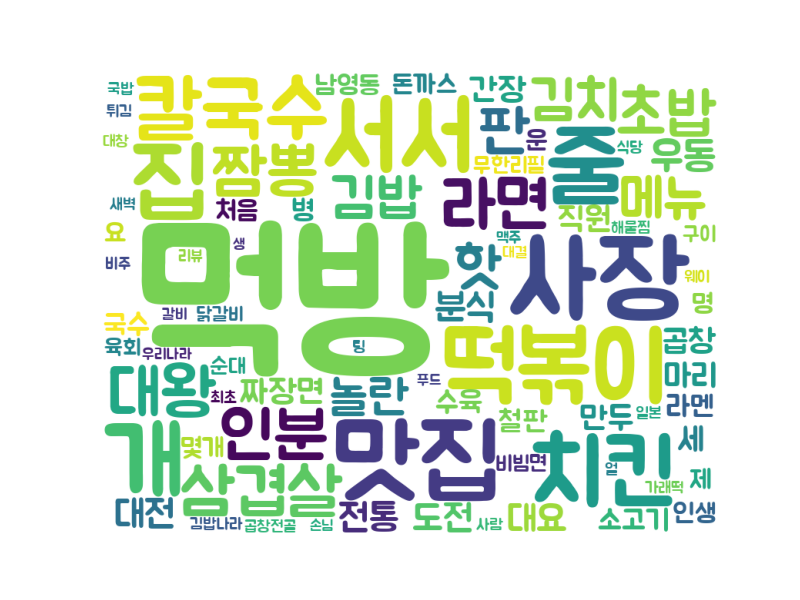 국밥 칼국수 남영동 돈까스 간장 김치 초밥
튀김 서서 판 운 줄 식당 우동
대창 집 짬뽕 무한리필
새벽 처음 병 김밥 라면 직원 메뉴
요 리뷰 생 맥주 해물찜 구이
비주 먹방 핫 대결 사장 웨이
국수 갈비 닭갈비 분식 명
육회 우리나라 순대 팅 떡볶이 곱창
대왕 최초 짜장면 놀란 푸드 수육 마리
개 몇개 인분 맛집 철판 만두 일본 라멘
삼겹살 비빔면 치킨 얼 세
가래떡 제
대전 김밥나라 곱창전골 손님 전통 도전 사람 대요 소고기 인생